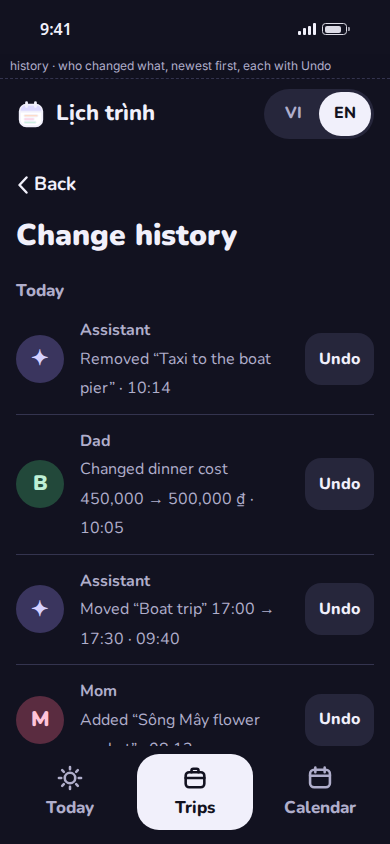 9:41
history · who changed what, newest first, each with Undo
Lịch trình
VI
EN
Back
Change history
Today
Assistant
Removed “Taxi to the boat
pier” · 10:14
Undo
B
Dad
Changed dinner cost
450,000 → 500,000 ₫ ·
10:05
Undo
Assistant
Moved “Boat trip” 17:00 →
17:30 · 09:40
Undo
M
Mom
Added “Sông Mây flower
Undo
Today
Trips
Calendar